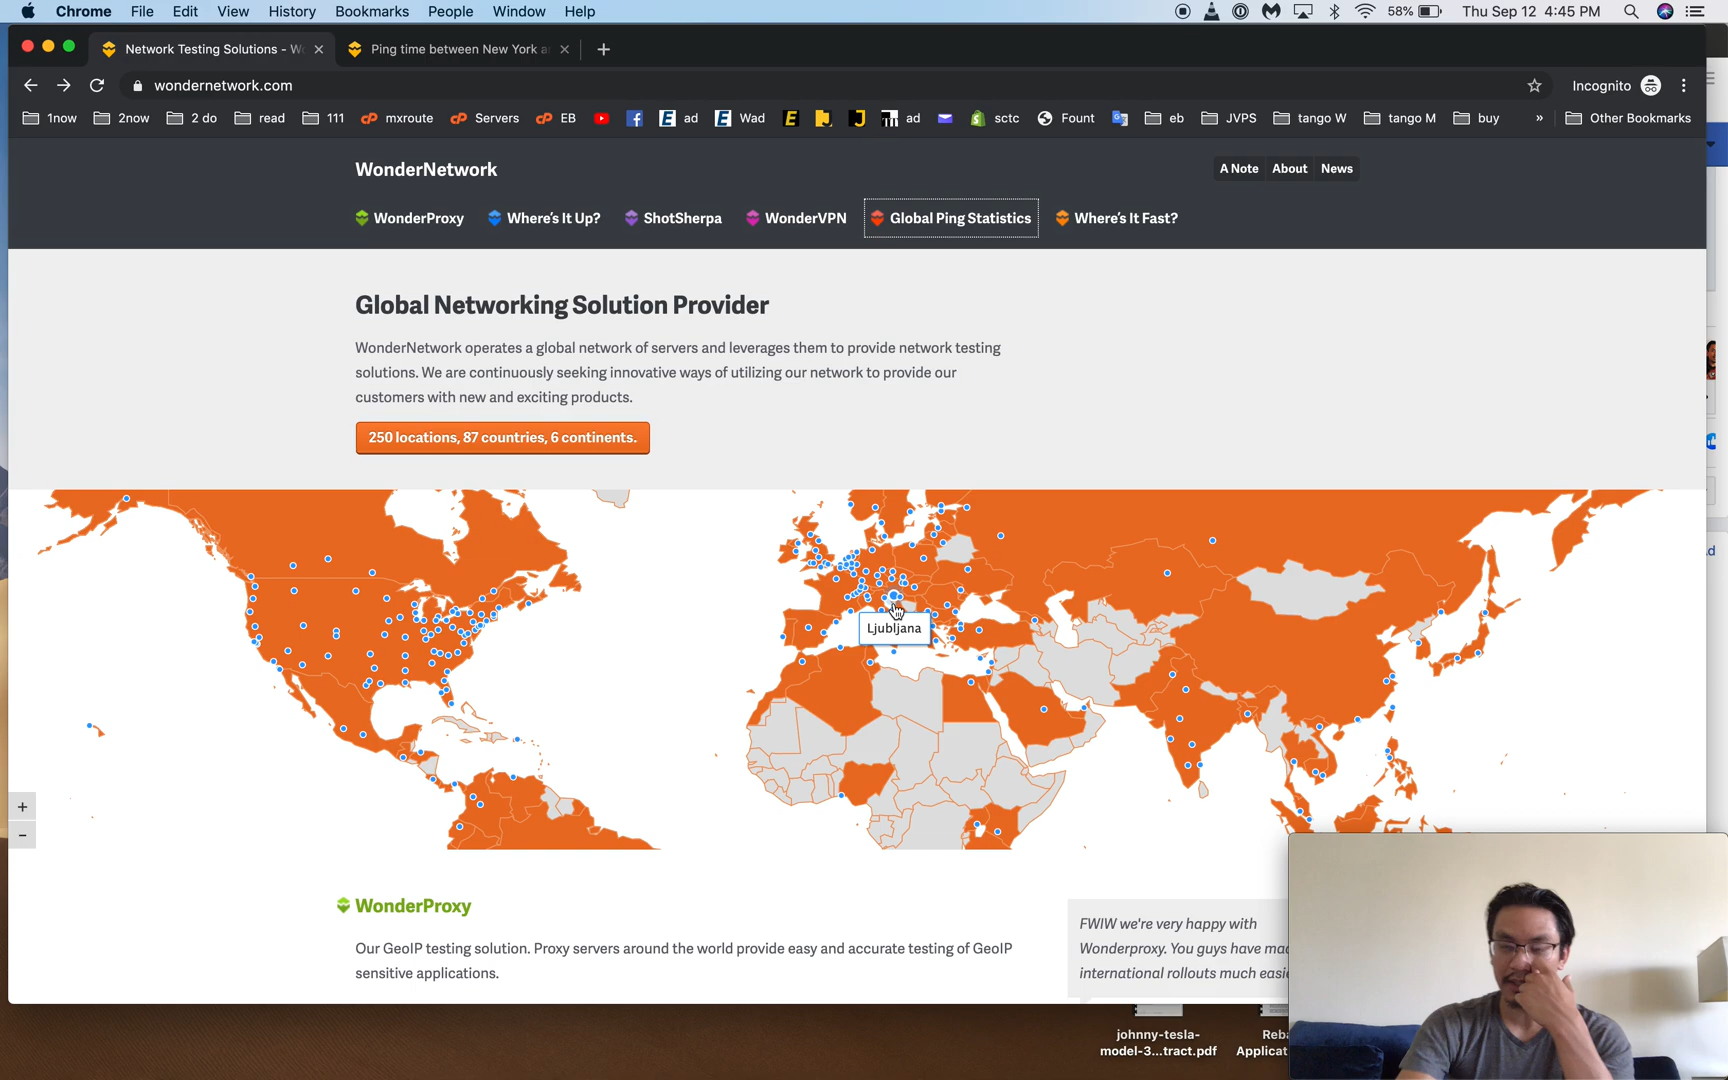 Chrome File Edit View History Bookmarks People Window Help 58% Thu Sep 12 4:45 PM
Network Testing Solutions - Ping time between New York
wondernetwork.com Incognito
1now 2now 2 do read 111 mxroute Servers EB ad Wad ad sctc Fount eb JVPS tango W tango M buy » Other Bookmarks
WonderNetwork A Note About News
WonderProxy Where's It Up? ShotSherpa WonderVPN Global Ping Statistics Where's It Fast?
Global Networking Solution Provider
WonderNetwork operates a global network of servers and leverages them to provide network testing
solutions. We are continuously seeking innovative ways of utilizing our network to provide our
customers with new and exciting products.
250 locations, 87 countries, 6 continents.
Ljubljana
+
-
WonderProxy
Our GeoIP testing solution. Proxy servers around the world provide easy and accurate testing of GeoIP
sensitive applications.
FWIW we're very happy with
Wonderproxy. You guys have
international rollouts much
johnny-tesla-
model-3...tract.pdf